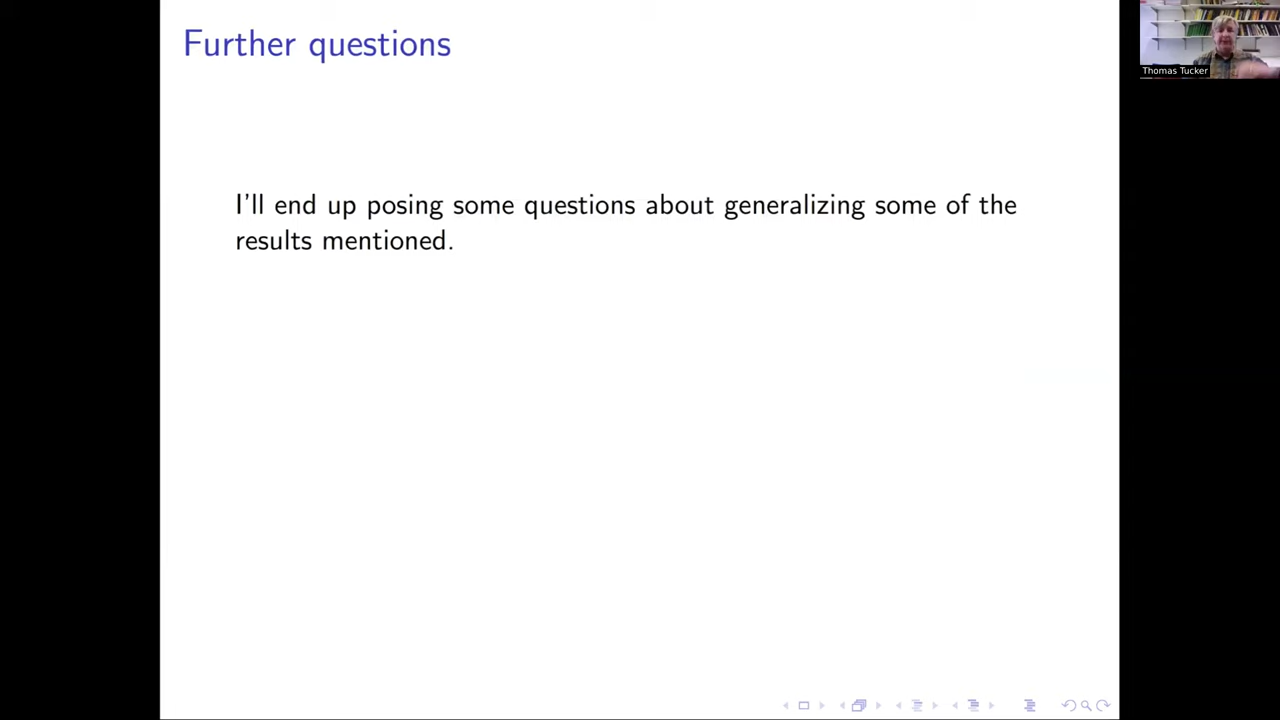 Further questions
Thomas Tucker
I'll end up posing some questions about generalizing some of the
results mentioned.